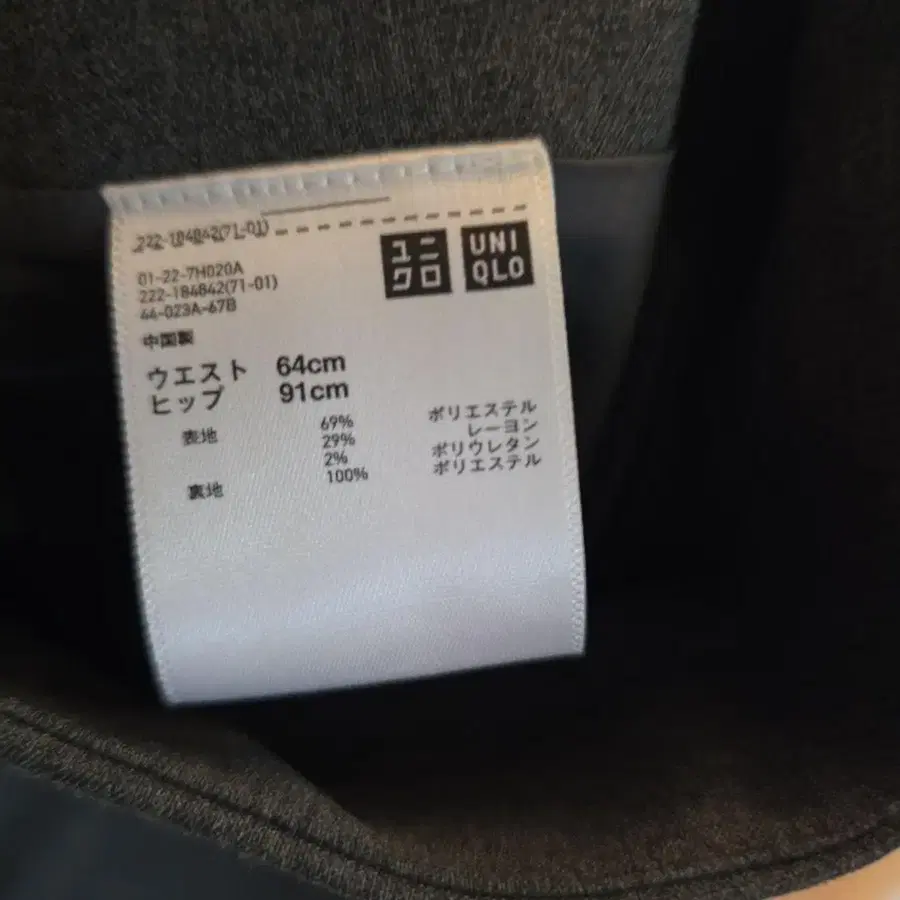 222-184842(71-01)
ユニ
クロ
UNI
QLO
01-22-7H020A
222-184842(71-01)
44-023A-67B
中国製
ウエスト 64cm
ヒップ 91cm
表地 69% ポリエステル
29% レーヨン
2% ポリウレタン
裏地 100% ポリエステル